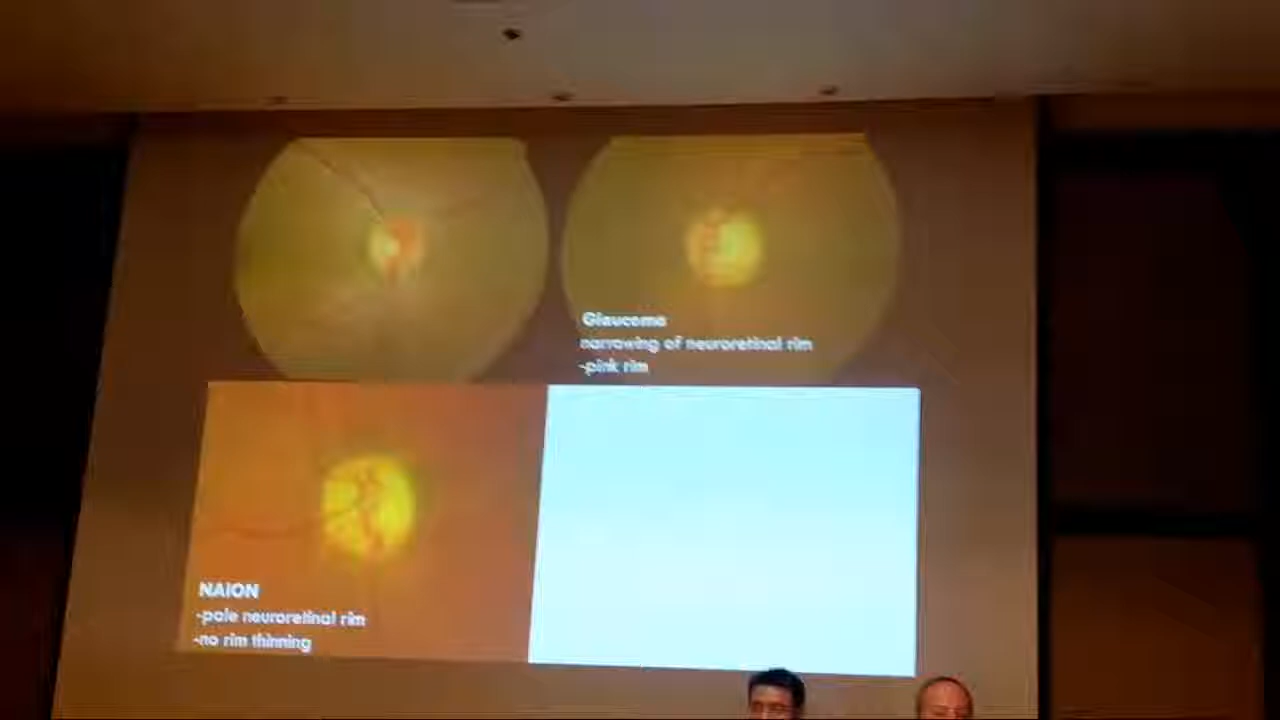 Glaucoma
narrowing of neuroretinal rim
-pink rim
NAION
-pale neuroretinal rim
-no rim thinning